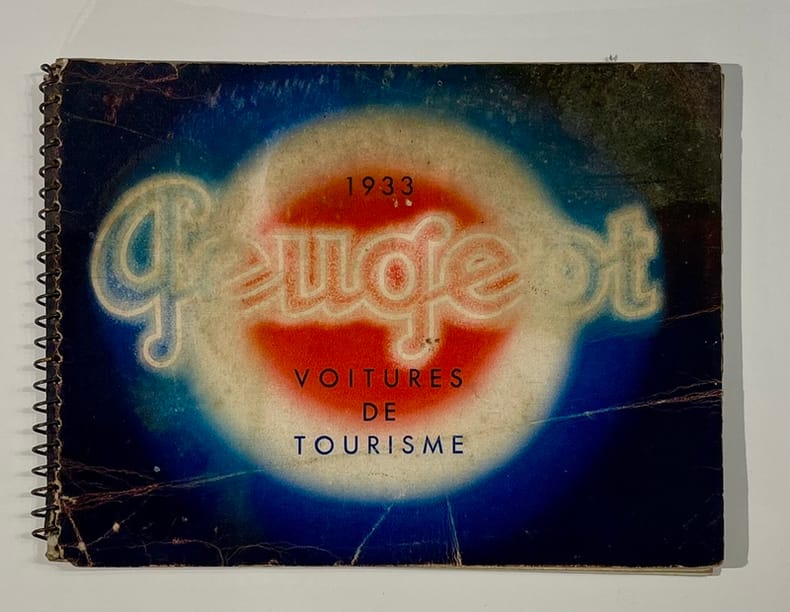 1933
Peugeot
VOITURES
DE
TOURISME